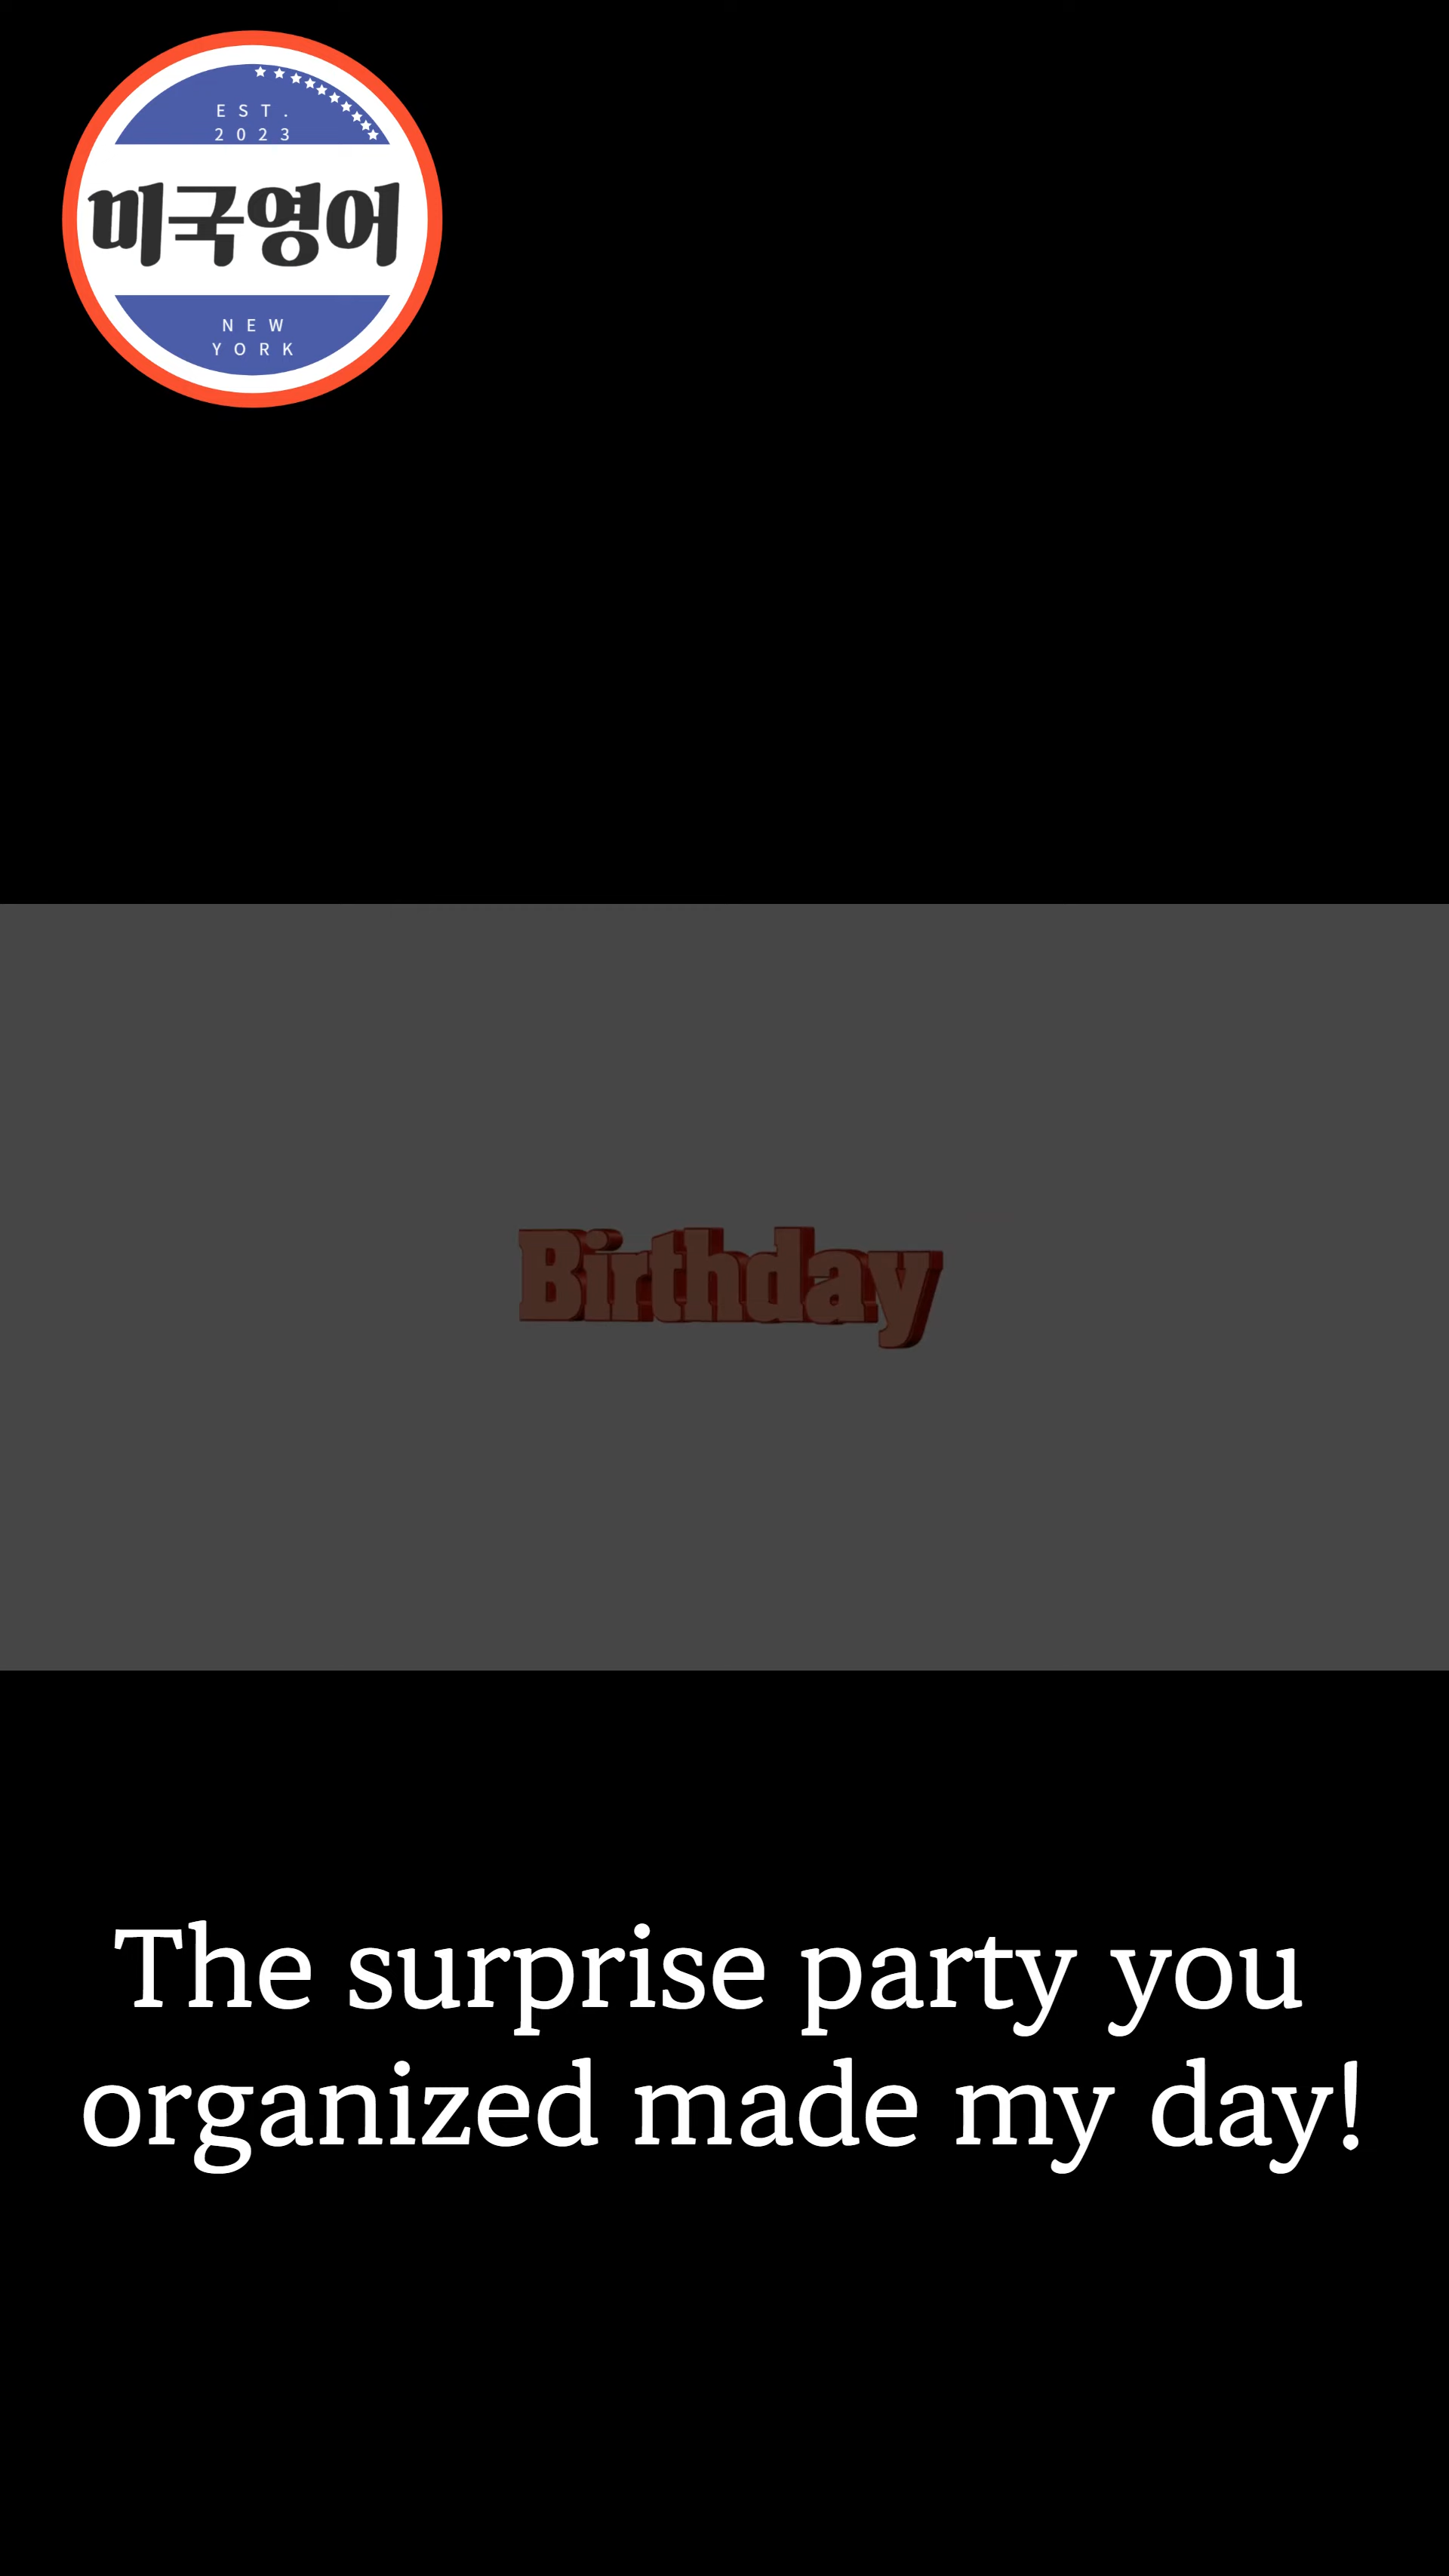 EST.
2023
미국영어
NEW
YORK
Birthday
The surprise party you
organized made my day!